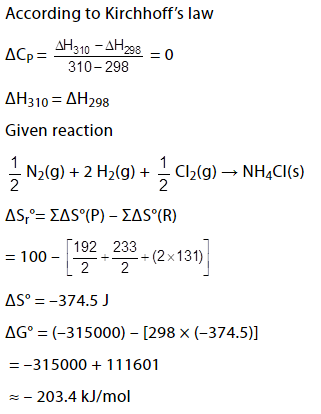 According to Kirchhoff's law
ΔCp = (ΔH310 – ΔH298) / (310 – 298) = 0
ΔH310 = ΔH298
Given reaction
1/2 N₂(g) + 2 H₂(g) + 1/2 Cl₂(g) → NH₄Cl(s)
ΔSᵣ° = ΣΔS°(P) – ΣΔS°(R)
= 100 – [192/2 + 233/2 + (2 × 131)]
ΔS° = –374.5 J
ΔG° = (–315000) – [298 × (–374.5)]
= –315000 + 111601
≈ – 203.4 kJ/mol